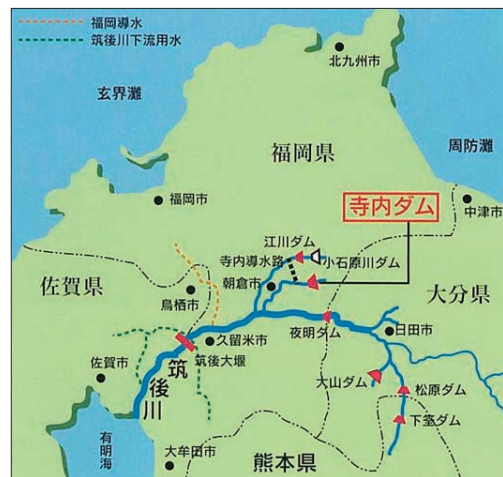 福岡導水
筑後川下流用水
北九州市
玄界灘
周防灘
福岡県
福岡市
中津市
寺内ダム
江川ダム
寺内導水路
小石原川ダム
佐賀県
朝倉市
大分県
鳥栖市
夜明ダム
日田市
久留米市
筑後大堰
佐賀市
筑後川
大山ダム
松原ダム
下筌ダム
有明海
大牟田市
熊本県